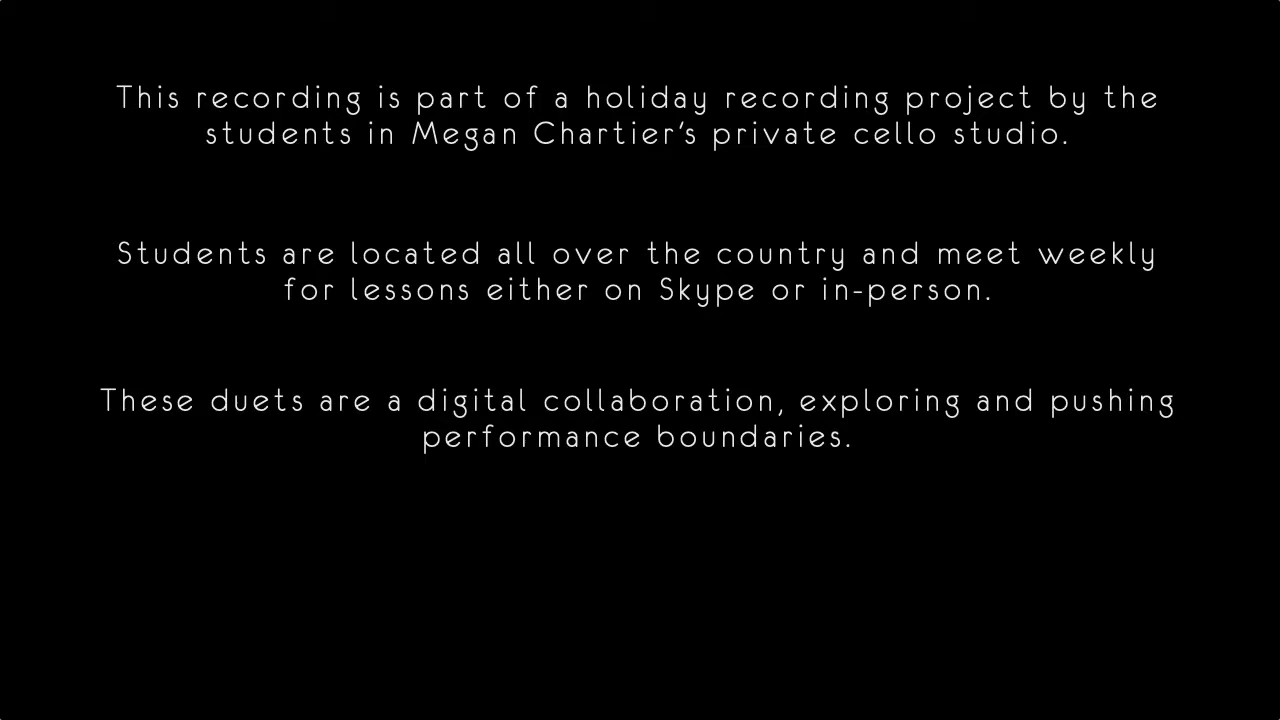 This recording is part of a holiday recording project by the
students in Megan Chartier's private cello studio.
Students are located all over the country and meet weekly
for lessons either on Skype or in-person.
These duets are a digital collaboration, exploring and pushing
performance boundaries.